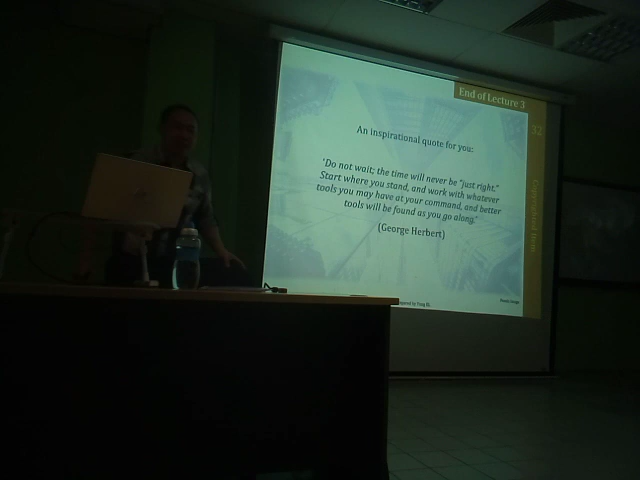 End of Lecture 3
32
An inspirational quote for you:
'Do not wait; the time will never be "just right."
Start where you stand, and work with whatever
tools you may have at your command, and better
tools will be found as you go along.'
(George Herbert)